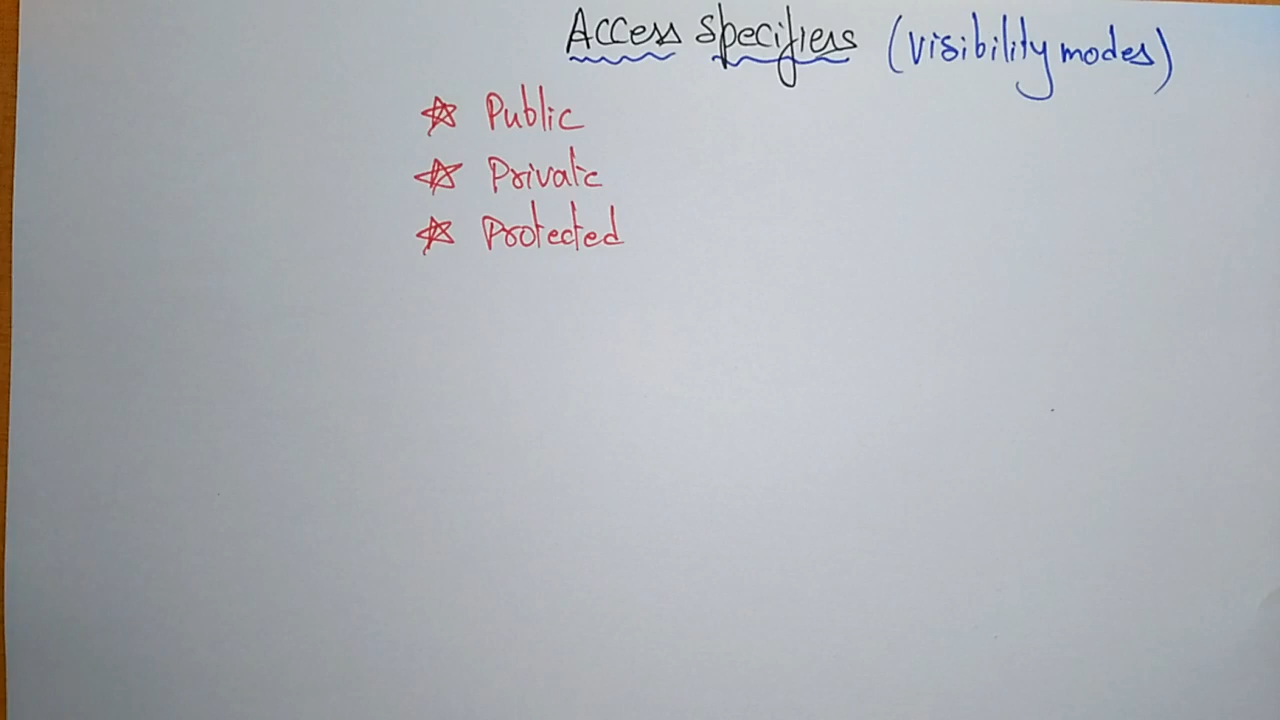 Access specifiers (visibility modes)
☆ Public
☆ Private
☆ Protected